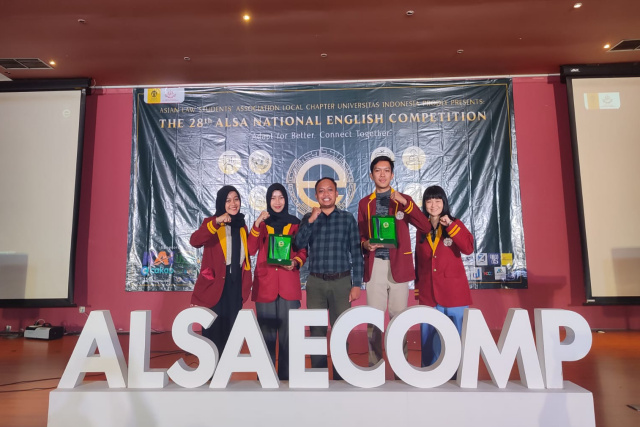 ASIAN LAW STUDENTS' ASSOCIATION LOCAL CHAPTER UNIVERSITAS INDONESIA PROUDLY PRESENTS
THE 28th ALSA NATIONAL ENGLISH COMPETITION
"Adapt for Better, Connect Together"
e
ALSAECOMP